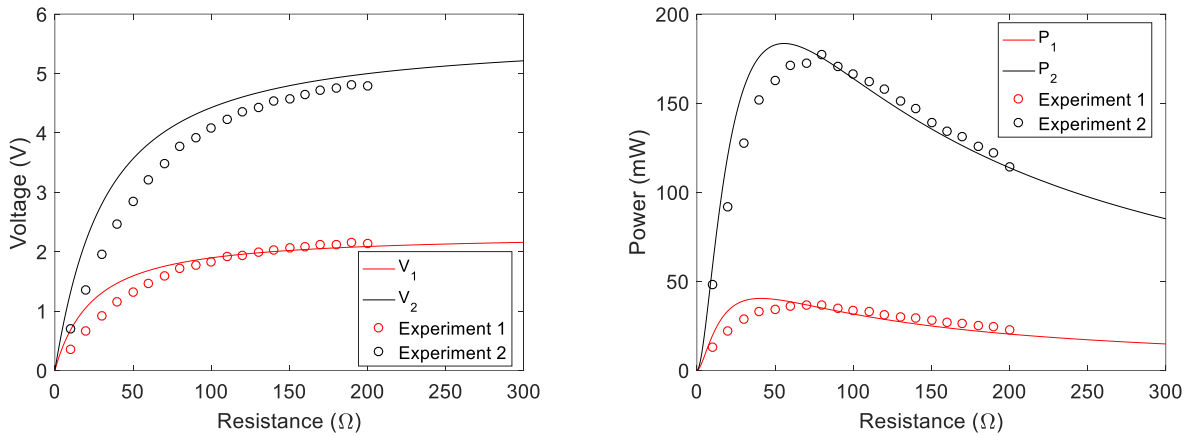 6
5
4
3
2
1
0
Voltage (V)
V1
V2
Experiment 1
Experiment 2
0 50 100 150 200 250 300
Resistance (Ω)
200
150
100
50
0
Power (mW)
P1
P2
Experiment 1
Experiment 2
0 50 100 150 200 250 300
Resistance (Ω)